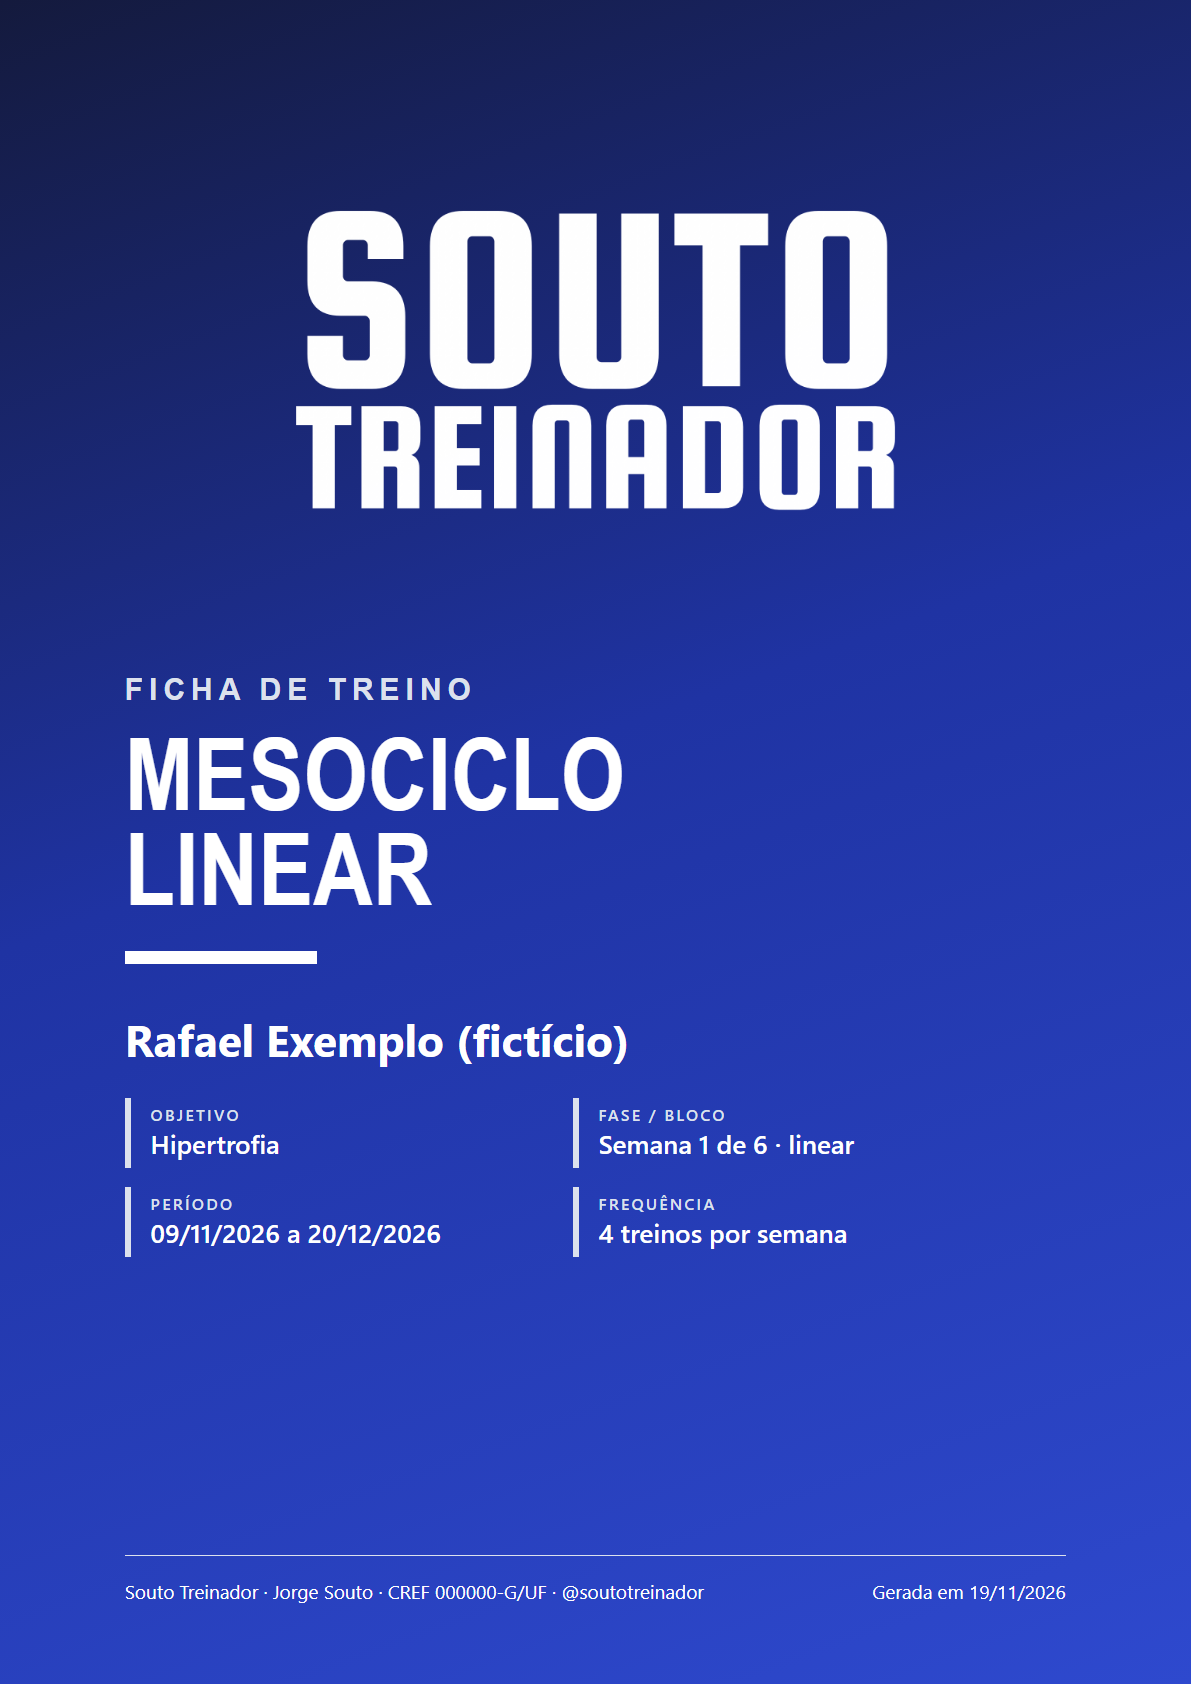 SOUTO
TREINADOR
FICHA DE TREINO
MESOCICLO
LINEAR
Rafael Exemplo (fictício)
OBJETIVO
Hipertrofia
FASE / BLOCO
Semana 1 de 6 · linear
PERÍODO
09/11/2026 a 20/12/2026
FREQUÊNCIA
4 treinos por semana
Souto Treinador · Jorge Souto · CREF 000000-G/UF · @soutotreinador
Gerada em 19/11/2026